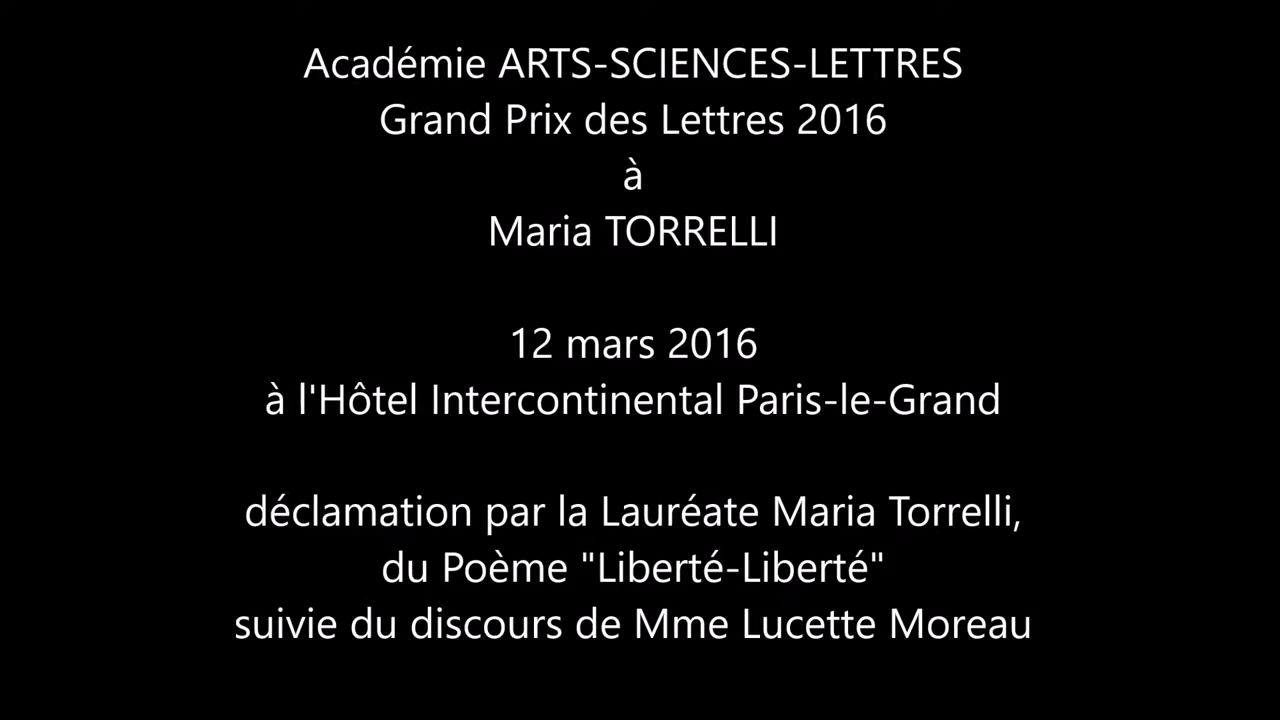 Académie ARTS-SCIENCES-LETTRES
Grand Prix des Lettres 2016
à
Maria TORRELLI
12 mars 2016
à l'Hôtel Intercontinental Paris-le-Grand
déclamation par la Lauréate Maria Torrelli,
du Poème "Liberté-Liberté"
suivie du discours de Mme Lucette Moreau